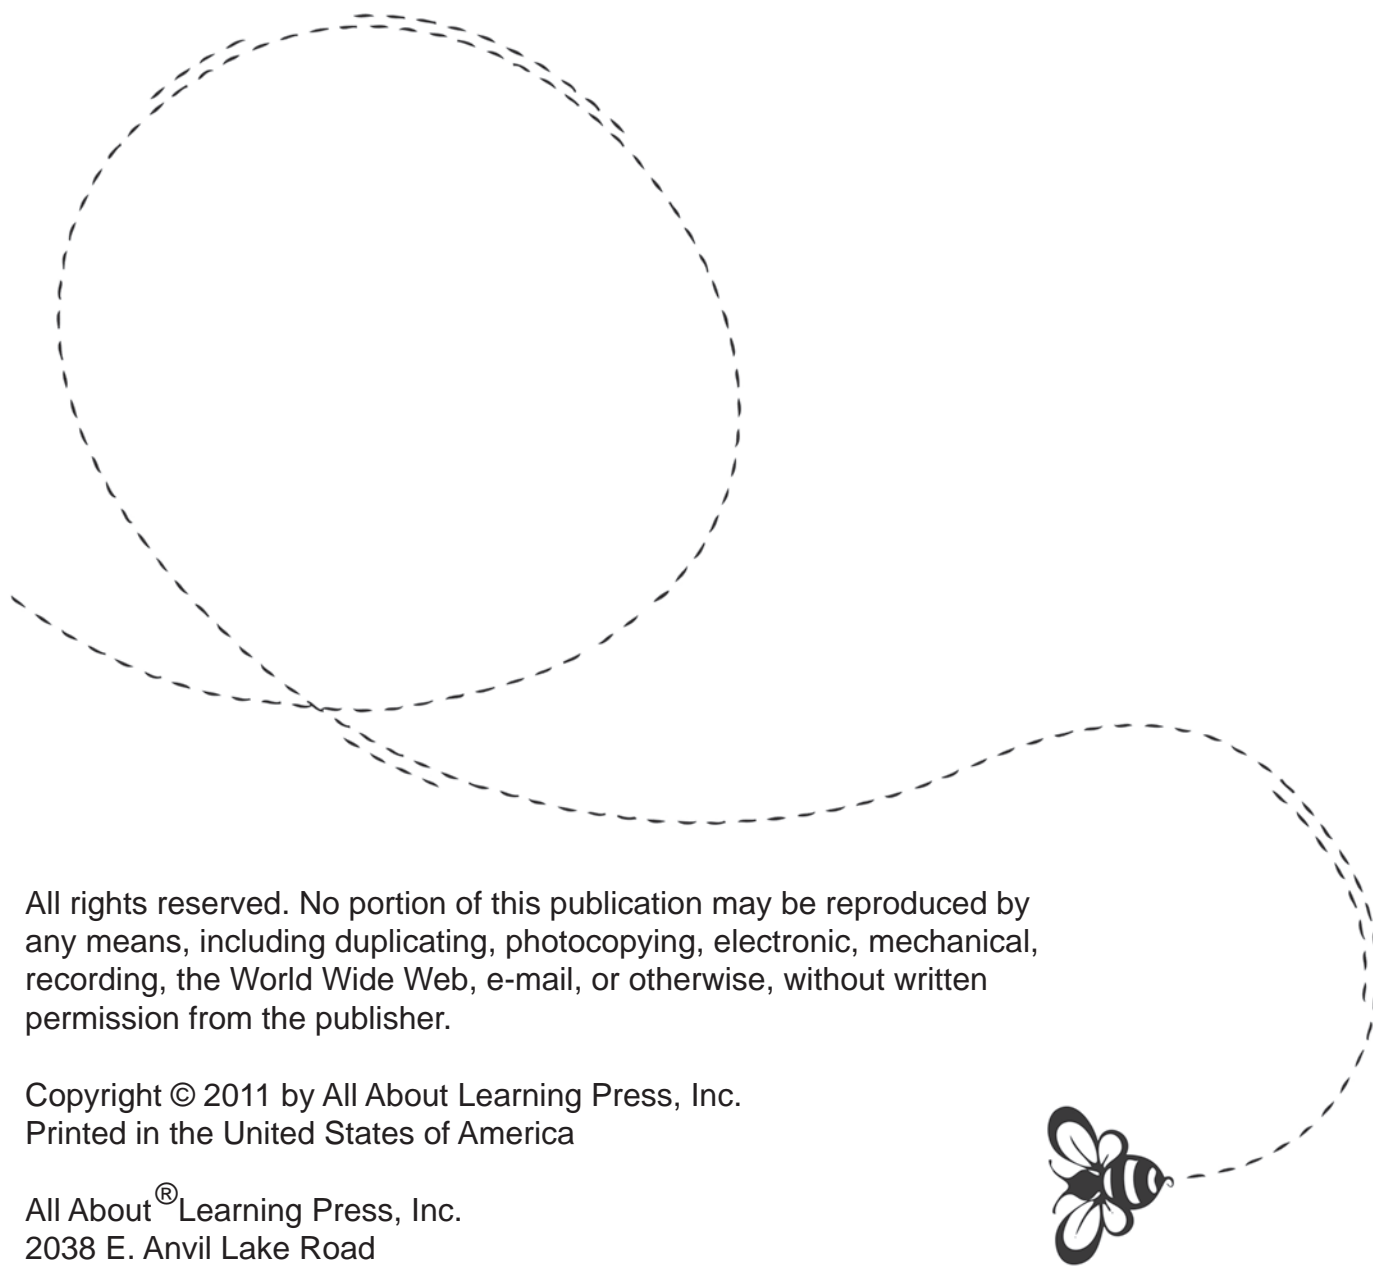 All rights reserved. No portion of this publication may be reproduced by
any means, including duplicating, photocopying, electronic, mechanical,
recording, the World Wide Web, e-mail, or otherwise, without written
permission from the publisher.
Copyright © 2011 by All About Learning Press, Inc.
Printed in the United States of America
All About®Learning Press, Inc.
2038 E. Anvil Lake Road